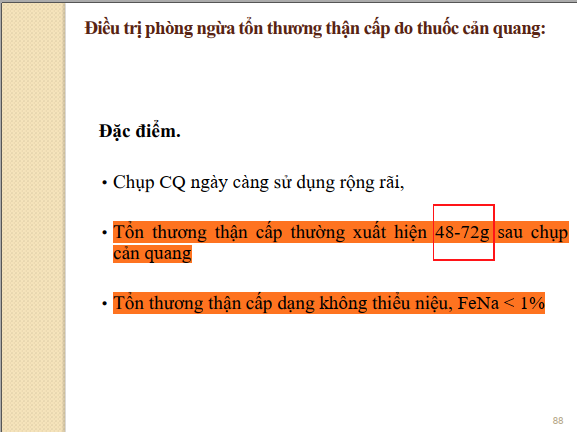 Điều trị phòng ngừa tổn thương thận cấp do thuốc cản quang:
Đặc điểm.
• Chụp CQ ngày càng sử dụng rộng rãi,
• Tổn thương thận cấp thường xuất hiện 48-72g sau chụp
cản quang
• Tổn thương thận cấp dạng không thiểu niệu, FeNa < 1%
88